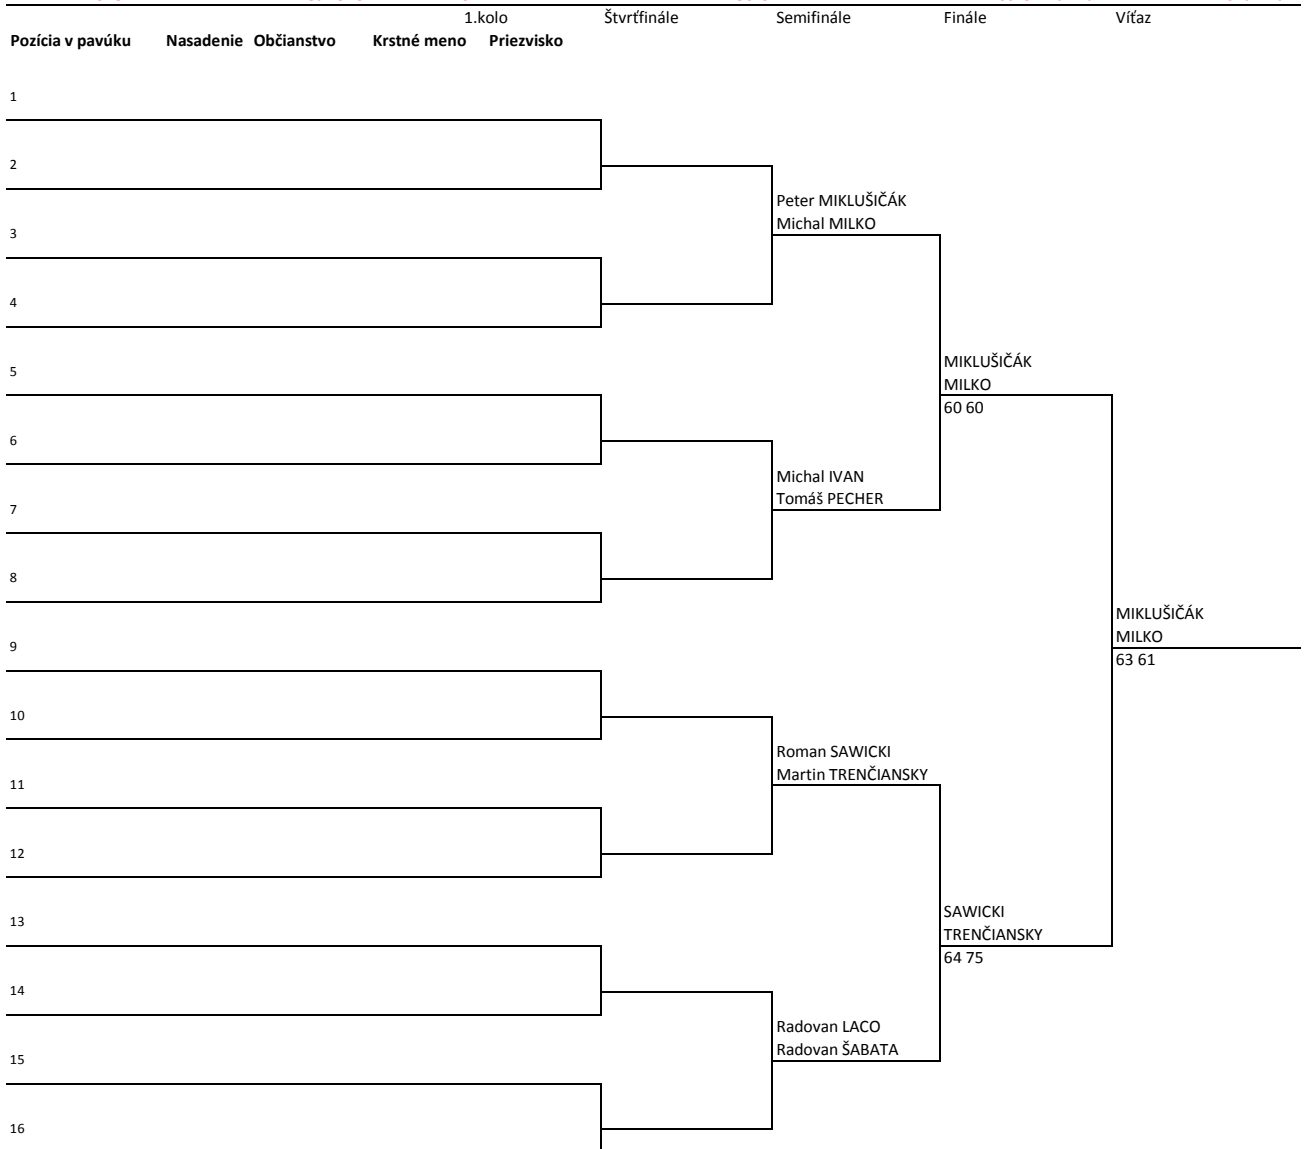 1.kolo Štvrťfinále Semifinále Finále Víťaz
Pozícia v pavúku Nasadenie Občianstvo Krstné meno Priezvisko
1
2
Peter MIKLUŠIČÁK
Michal MILKO
3
4
MIKLUŠIČÁK
5
MILKO
60 60
6
Michal IVAN
Tomáš PECHER
7
8
MIKLUŠIČÁK
MILKO
9
63 61
10
Roman SAWICKI
Martin TRENČIANSKY
11
12
SAWICKI
13
TRENČIANSKY
64 75
14
Radovan LACO
Radovan ŠABATA
15
16